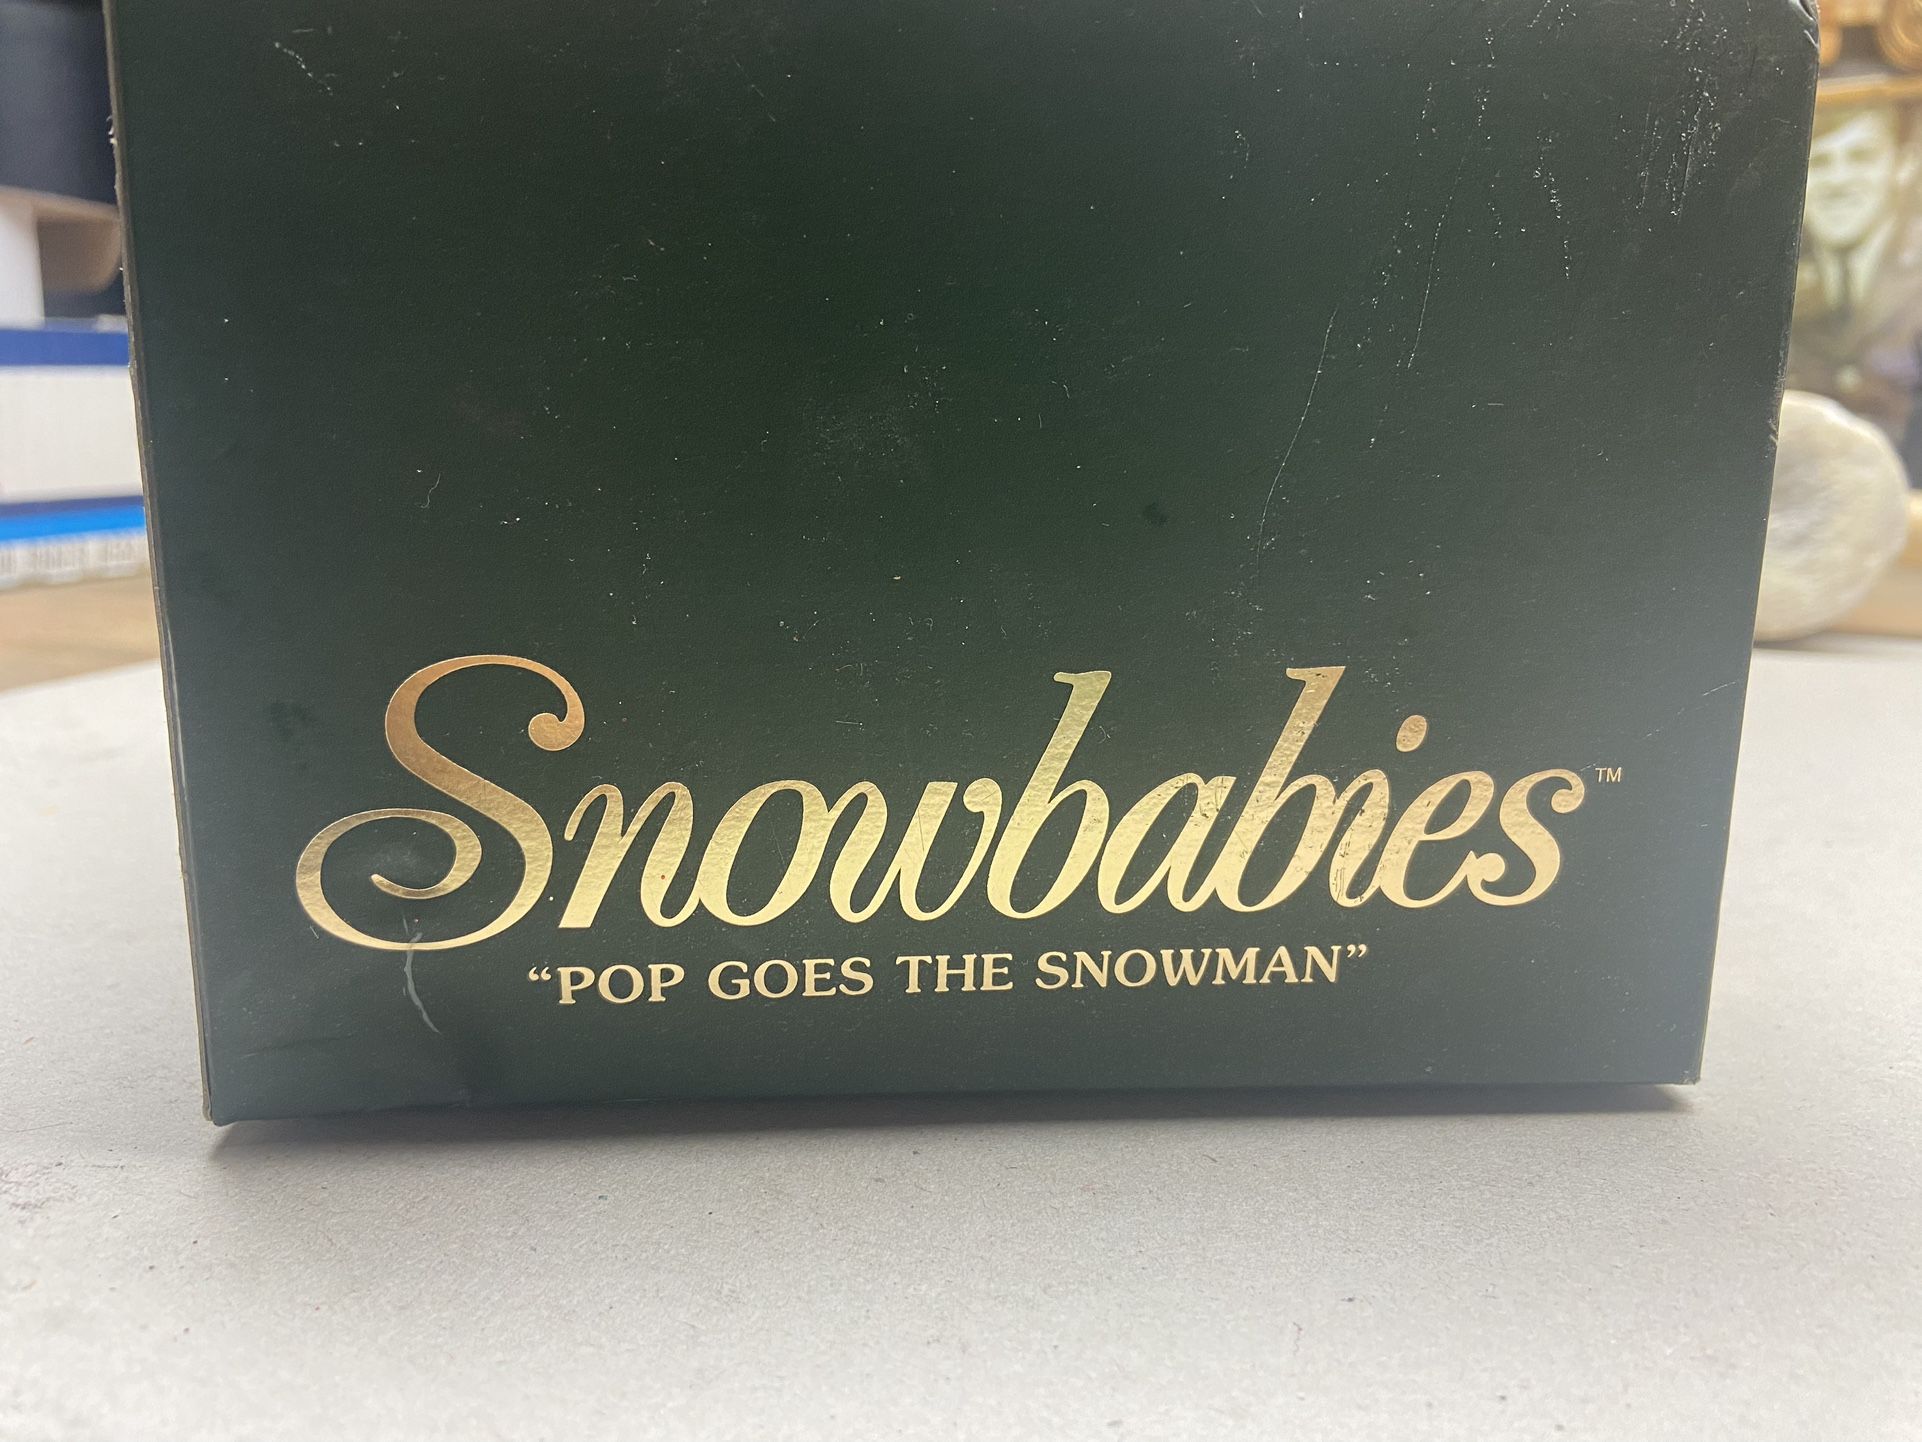 Snowbabies™
“POP GOES THE SNOWMAN”